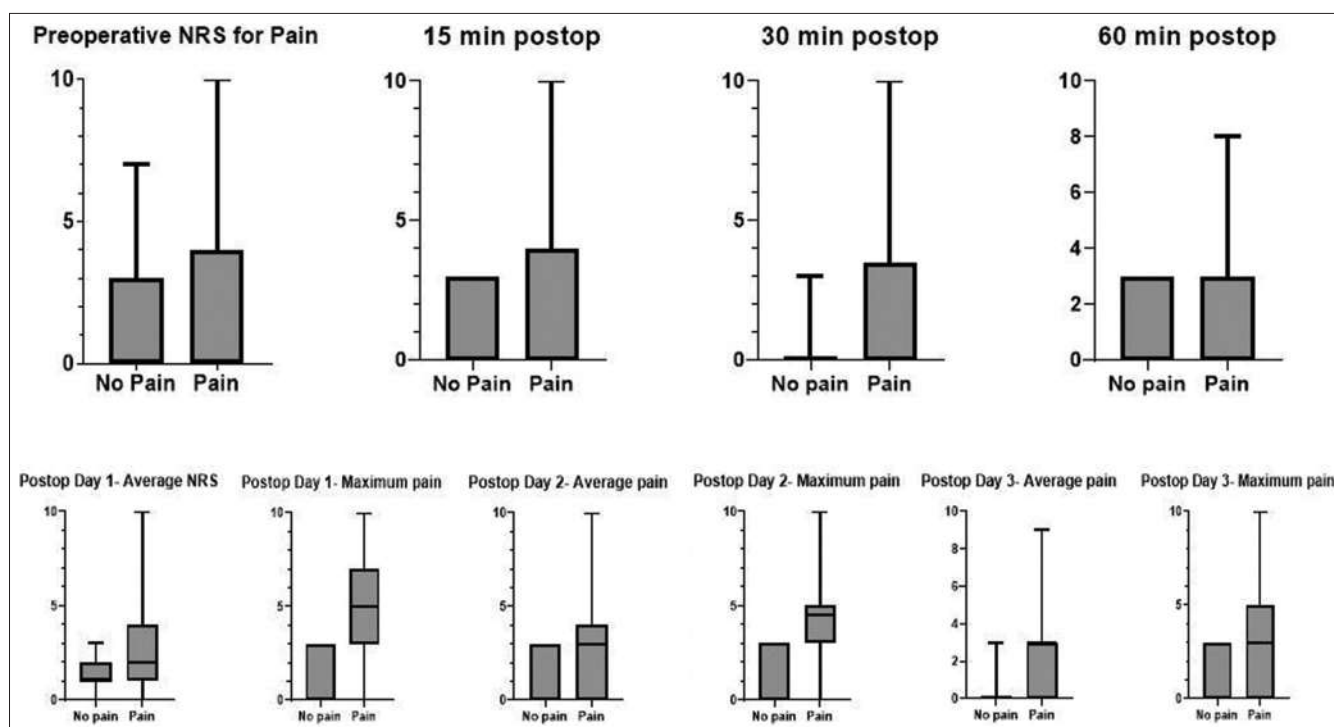 Preoperative NRS for Pain
10
5
0
No Pain Pain
15 min postop
10
5
0
No Pain Pain
30 min postop
10
5
0
No pain Pain
60 min postop
10
8
6
4
2
0
No pain Pain
Postop Day 1- Average NRS
10
5
0
No pain Pain
Postop Day 1- Maximum pain
10
5
0
No pain Pain
Postop Day 2- Average pain
10
5
0
No pain Pain
Postop Day 2- Maximum pain
10
5
0
No pain Pain
Postop Day 3- Average pain
10
8
6
4
2
0
No pain Pain
Postop Day 3- Maximum pain
10
5
0
No pain Pain